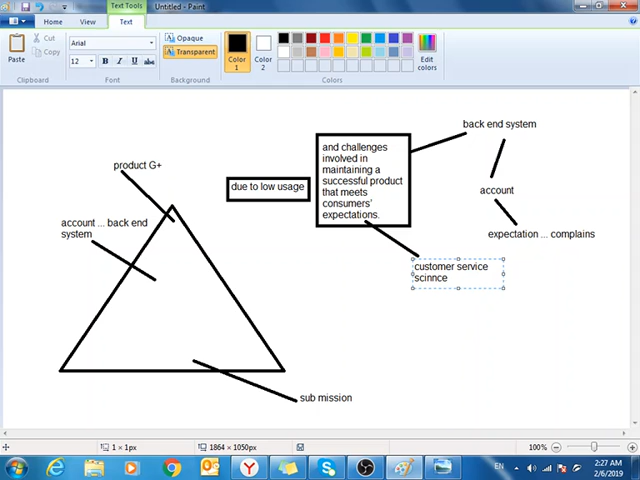 Text Tools
Untitled - Paint
Home
View
Text
Paste
Cut
Copy
Clipboard
Arial
12
B
I
U
abc
Font
Opaque
Transparent
Background
Color
1
Color
2
Edit
colors
Colors
product G+
account ... back end
system
sub mission
due to low usage
and challenges
involved in
maintaining a
successful product
that meets
consumers'
expectations.
back end system
account
expectation ... complains
customer service
scinnce
1 × 1px
1864 × 1050px
100%
EN
2:27 AM
2/6/2019